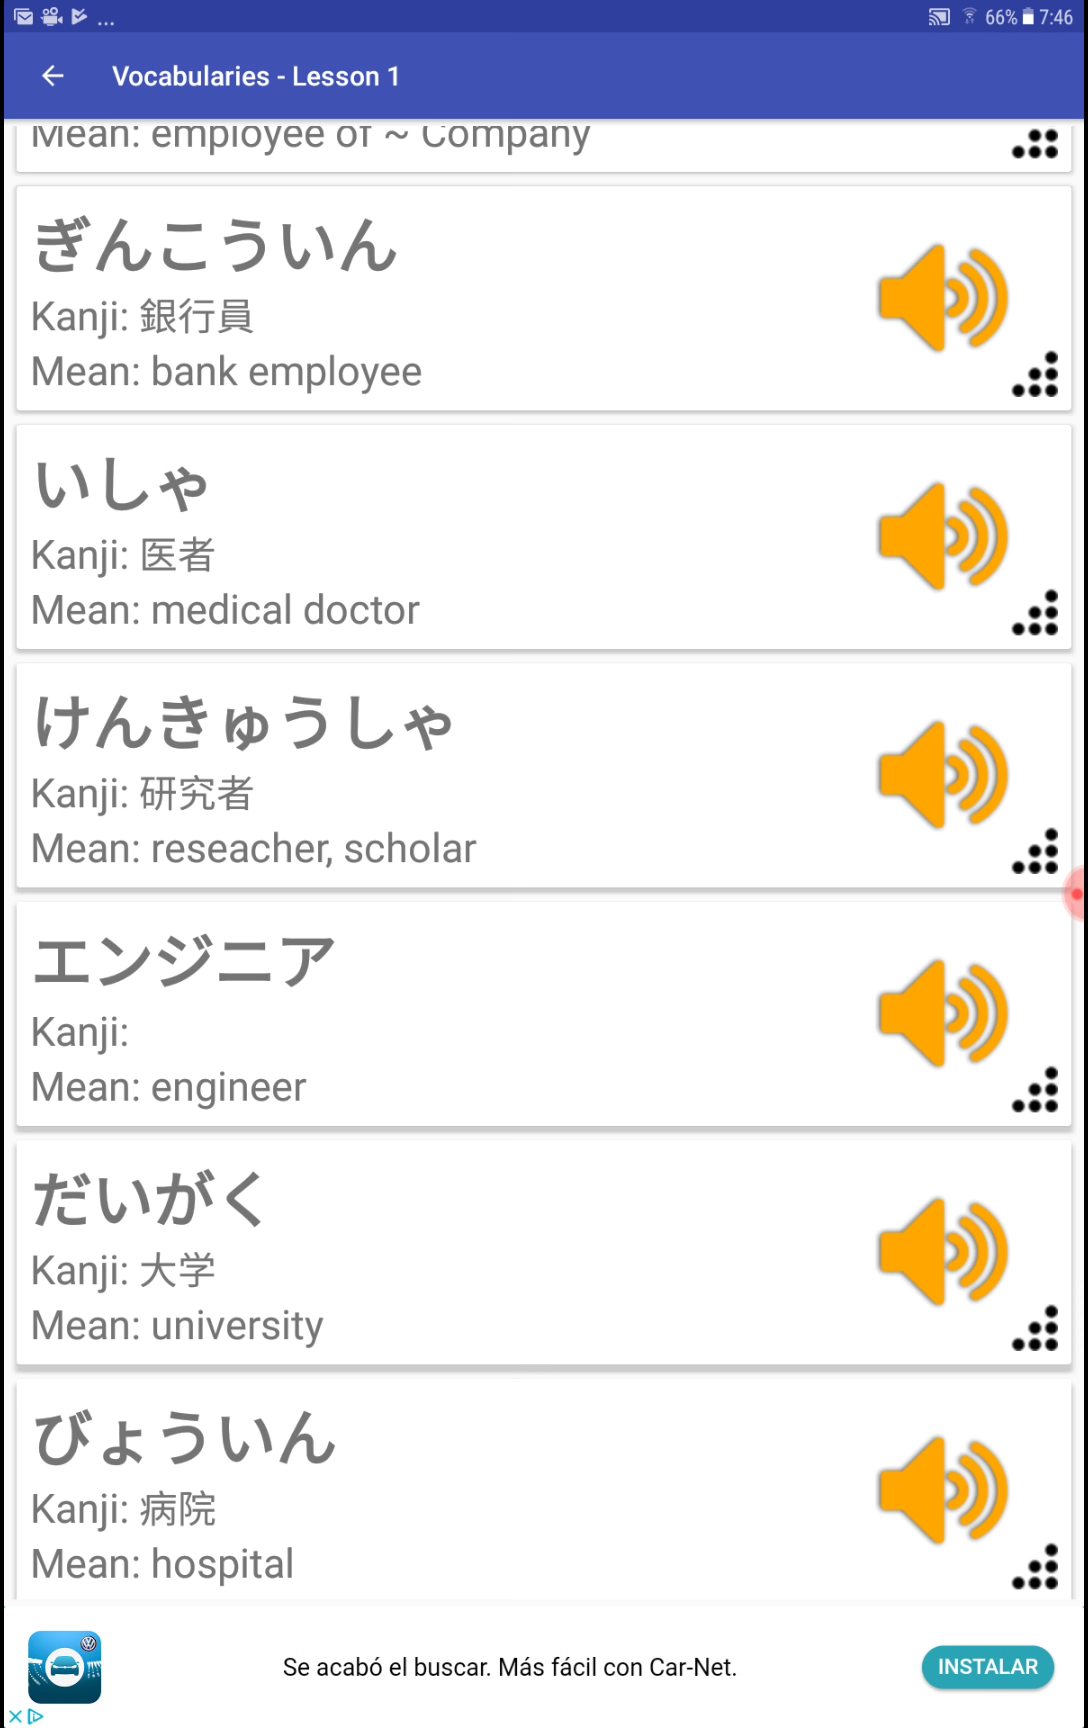 ... 66% 7:46
Vocabularies - Lesson 1
Mean: employee of ~ Company
ぎんこういん
Kanji: 銀行員
Mean: bank employee
いしゃ
Kanji: 医者
Mean: medical doctor
けんきゅうしゃ
Kanji: 研究者
Mean: reseacher, scholar
エンジニア
Kanji:
Mean: engineer
だいがく
Kanji: 大学
Mean: university
びょういん
Kanji: 病院
Mean: hospital
Se acabó el buscar. Más fácil con Car-Net.
INSTALAR